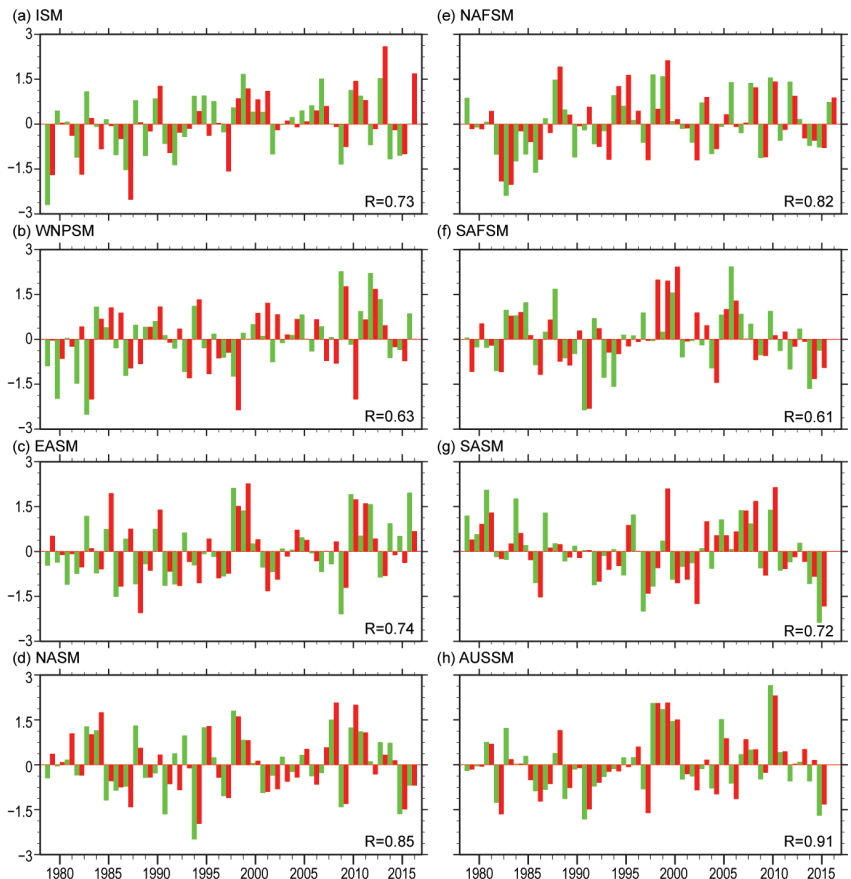 (a) ISM
3
1.5
0
−1.5
−3
R=0.73
(b) WNPSM
3
1.5
0
−1.5
−3
R=0.63
(c) EASM
3
1.5
0
−1.5
−3
R=0.74
(d) NASM
3
1.5
0
−1.5
−3
R=0.85
1980 1985 1990 1995 2000 2005 2010 2015
(e) NAFSM
R=0.82
(f) SAFSM
R=0.61
(g) SASM
R=0.72
(h) AUSSM
R=0.91
1980 1985 1990 1995 2000 2005 2010 2015